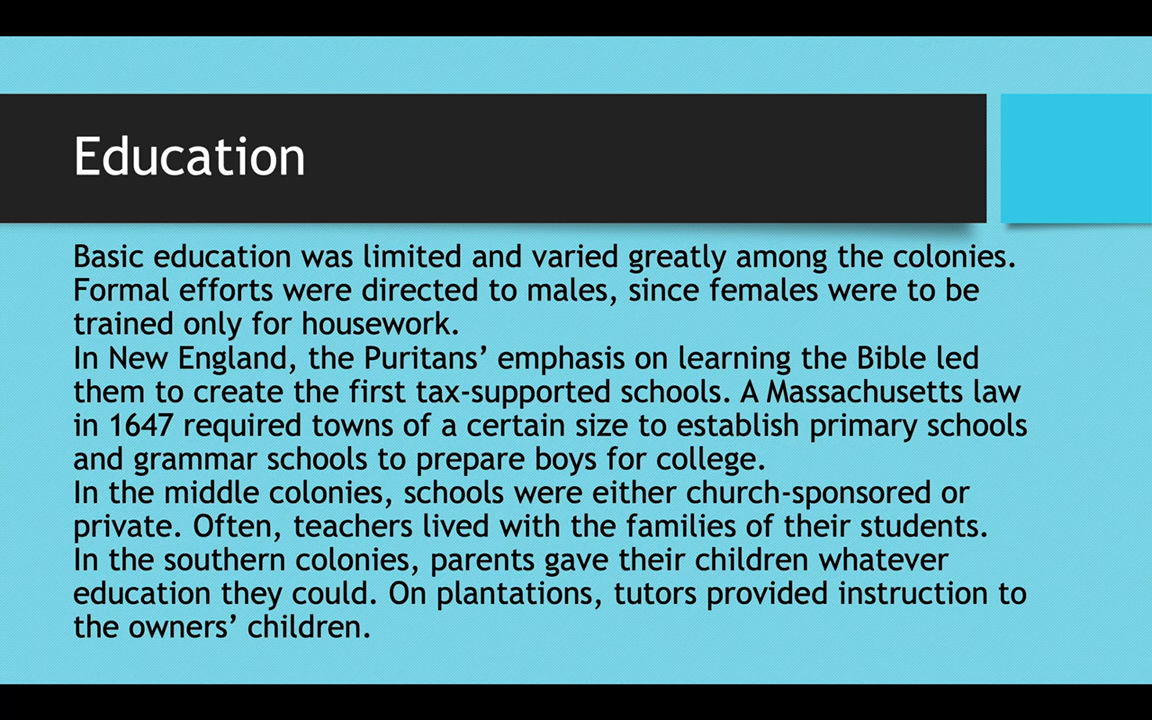 Education
Basic education was limited and varied greatly among the colonies.
Formal efforts were directed to males, since females were to be
trained only for housework.
In New England, the Puritans’ emphasis on learning the Bible led
them to create the first tax-supported schools. A Massachusetts law
in 1647 required towns of a certain size to establish primary schools
and grammar schools to prepare boys for college.
In the middle colonies, schools were either church-sponsored or
private. Often, teachers lived with the families of their students.
In the southern colonies, parents gave their children whatever
education they could. On plantations, tutors provided instruction to
the owners’ children.